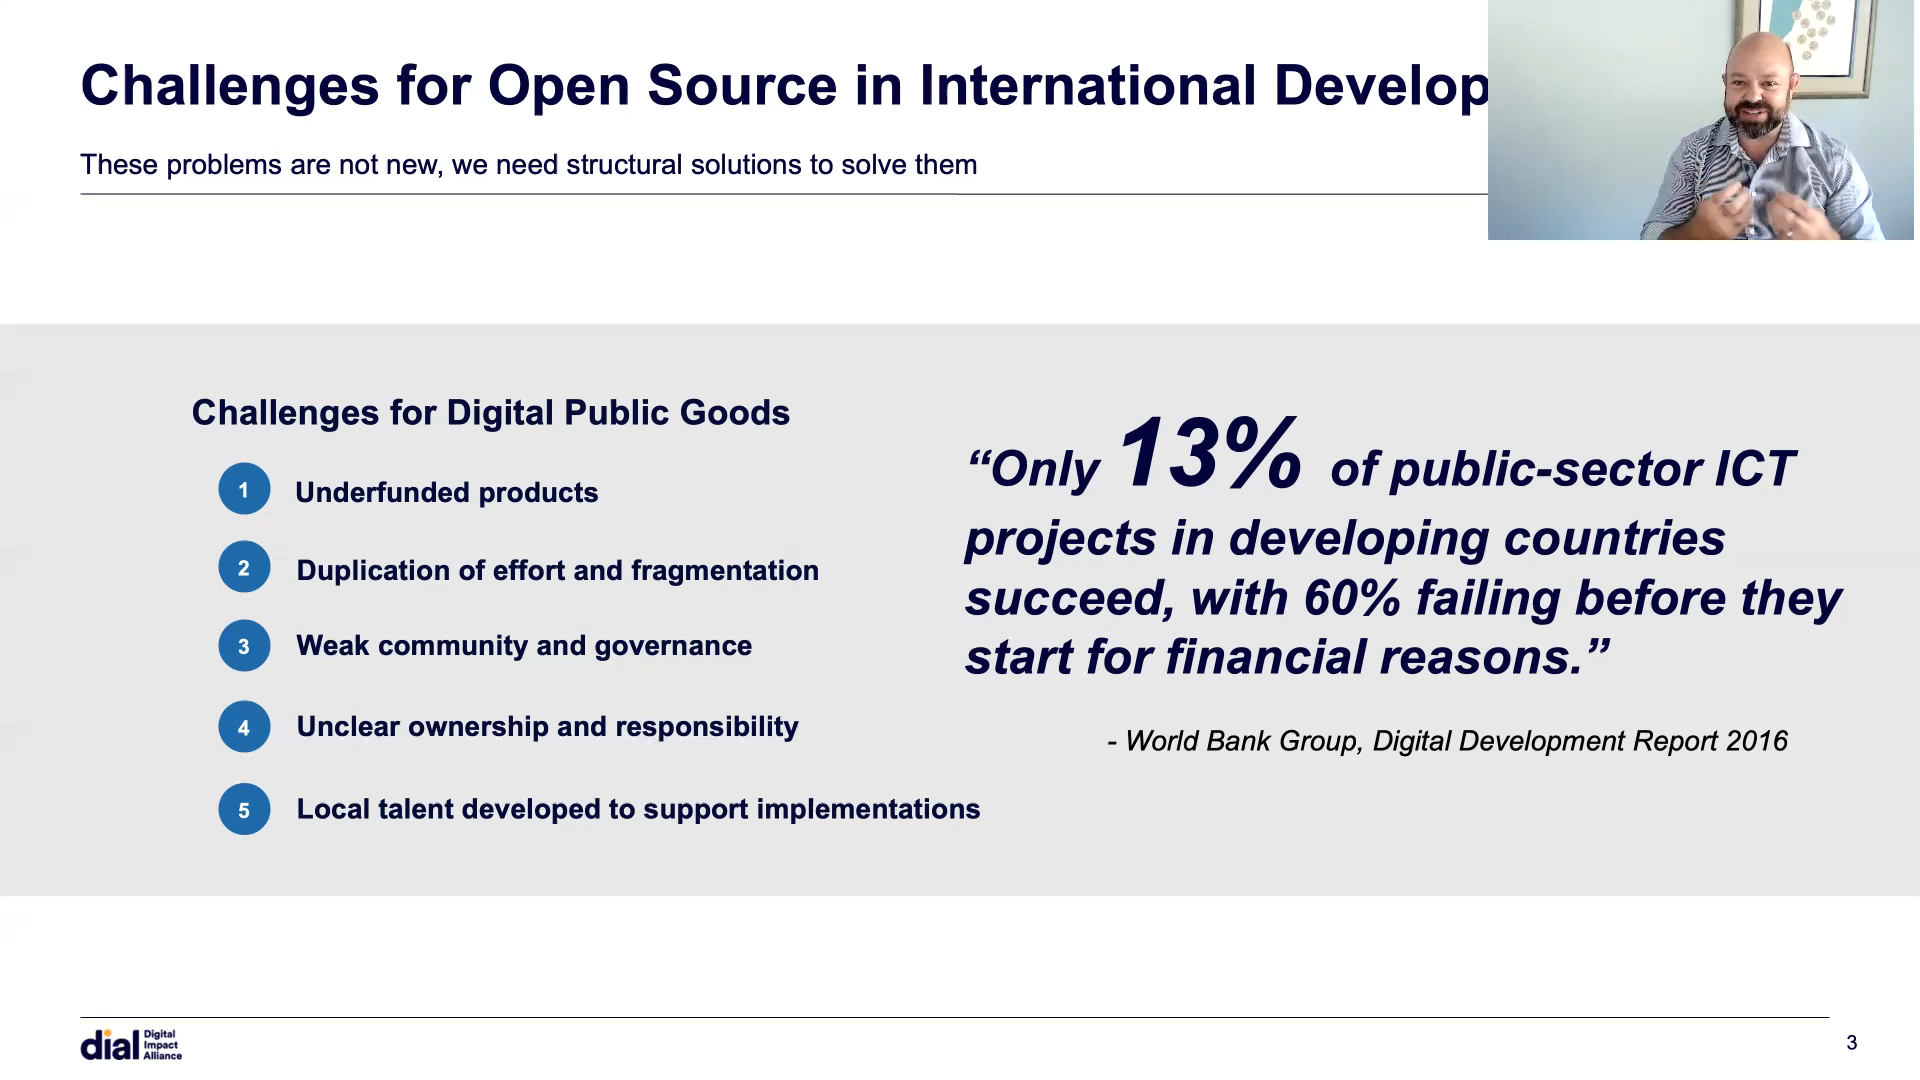 Challenges for Open Source in International Develop
These problems are not new, we need structural solutions to solve them
Challenges for Digital Public Goods
1 Underfunded products
2 Duplication of effort and fragmentation
3 Weak community and governance
4 Unclear ownership and responsibility
5 Local talent developed to support implementations
“Only 13% of public-sector ICT
projects in developing countries
succeed, with 60% failing before they
start for financial reasons.”
- World Bank Group, Digital Development Report 2016
dial
Digital
Impact
Alliance
3